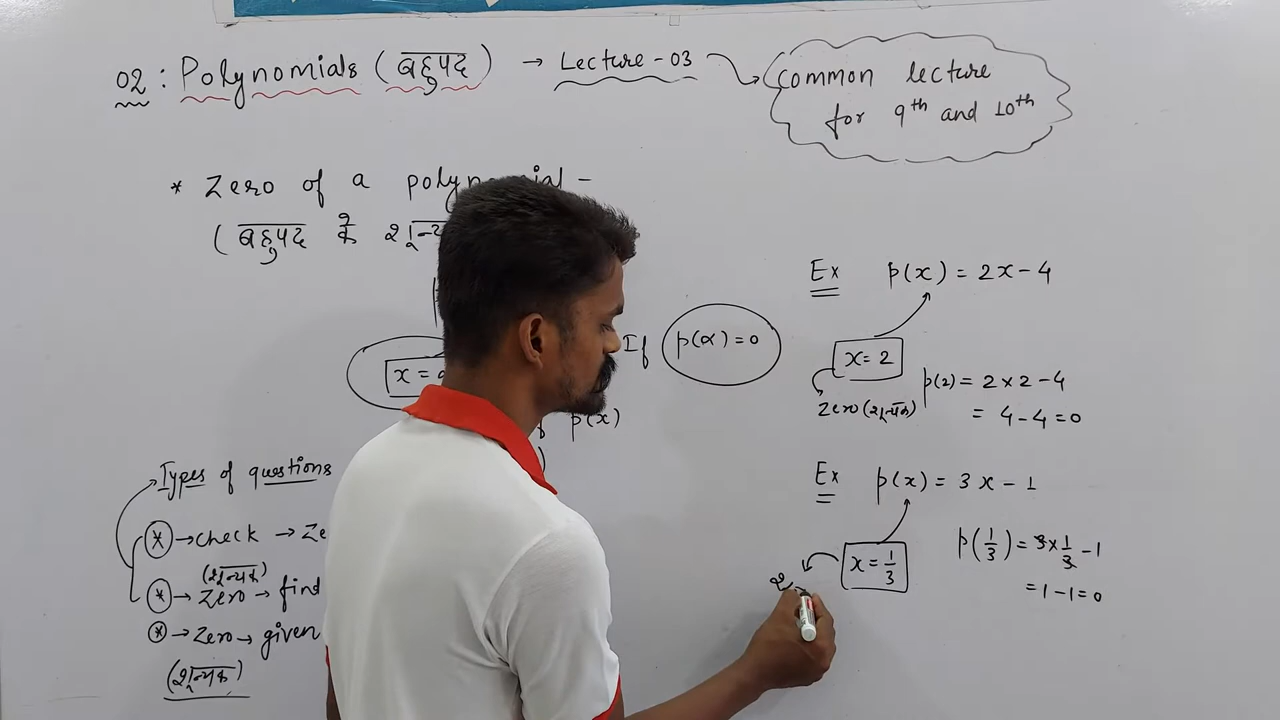 02 : Polynomials (बहुपद) → Lecture - 03
Common lecture
for 9th and 10th
* Zero of a polynomial -
(बहुपद के
x =
If
p(α) = 0
p(x)
)
Types of questions
* → check →
(शून्यक)
* → Zero → find
* → Zero → given
(शून्यक)
Ex p(x) = 2x - 4
x = 2
Zero (शून्यक)
p(2) = 2 × 2 - 4
= 4 - 4 = 0
Ex p(x) = 3x - 1
x = 1/3
p(1/3) = 3 × 1/3 - 1
= 1 - 1 = 0